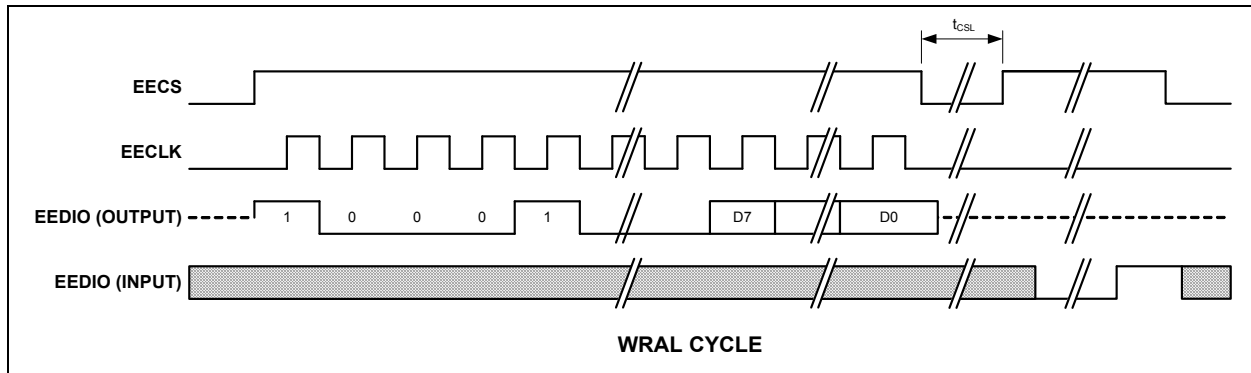 tCSL
EECS
EECLK
EEDIO (OUTPUT)
1 0 0 0 1 D7 D0
EEDIO (INPUT)
WRAL CYCLE